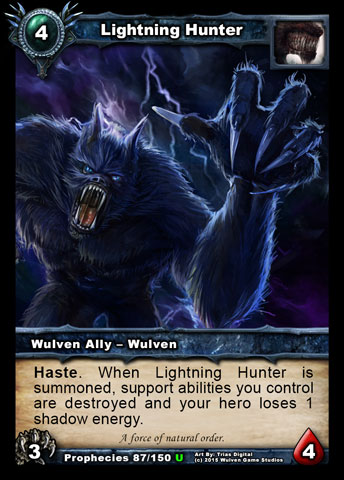 4
Lightning Hunter
Wulven Ally – Wulven
Haste. When Lightning Hunter is
summoned, support abilities you control
are destroyed and your hero loses 1
shadow energy.
A force of natural order.
3
Prophecies 87/150 U
Art By: Trias Digital
(c) 2015 Wulven Game Studios
4